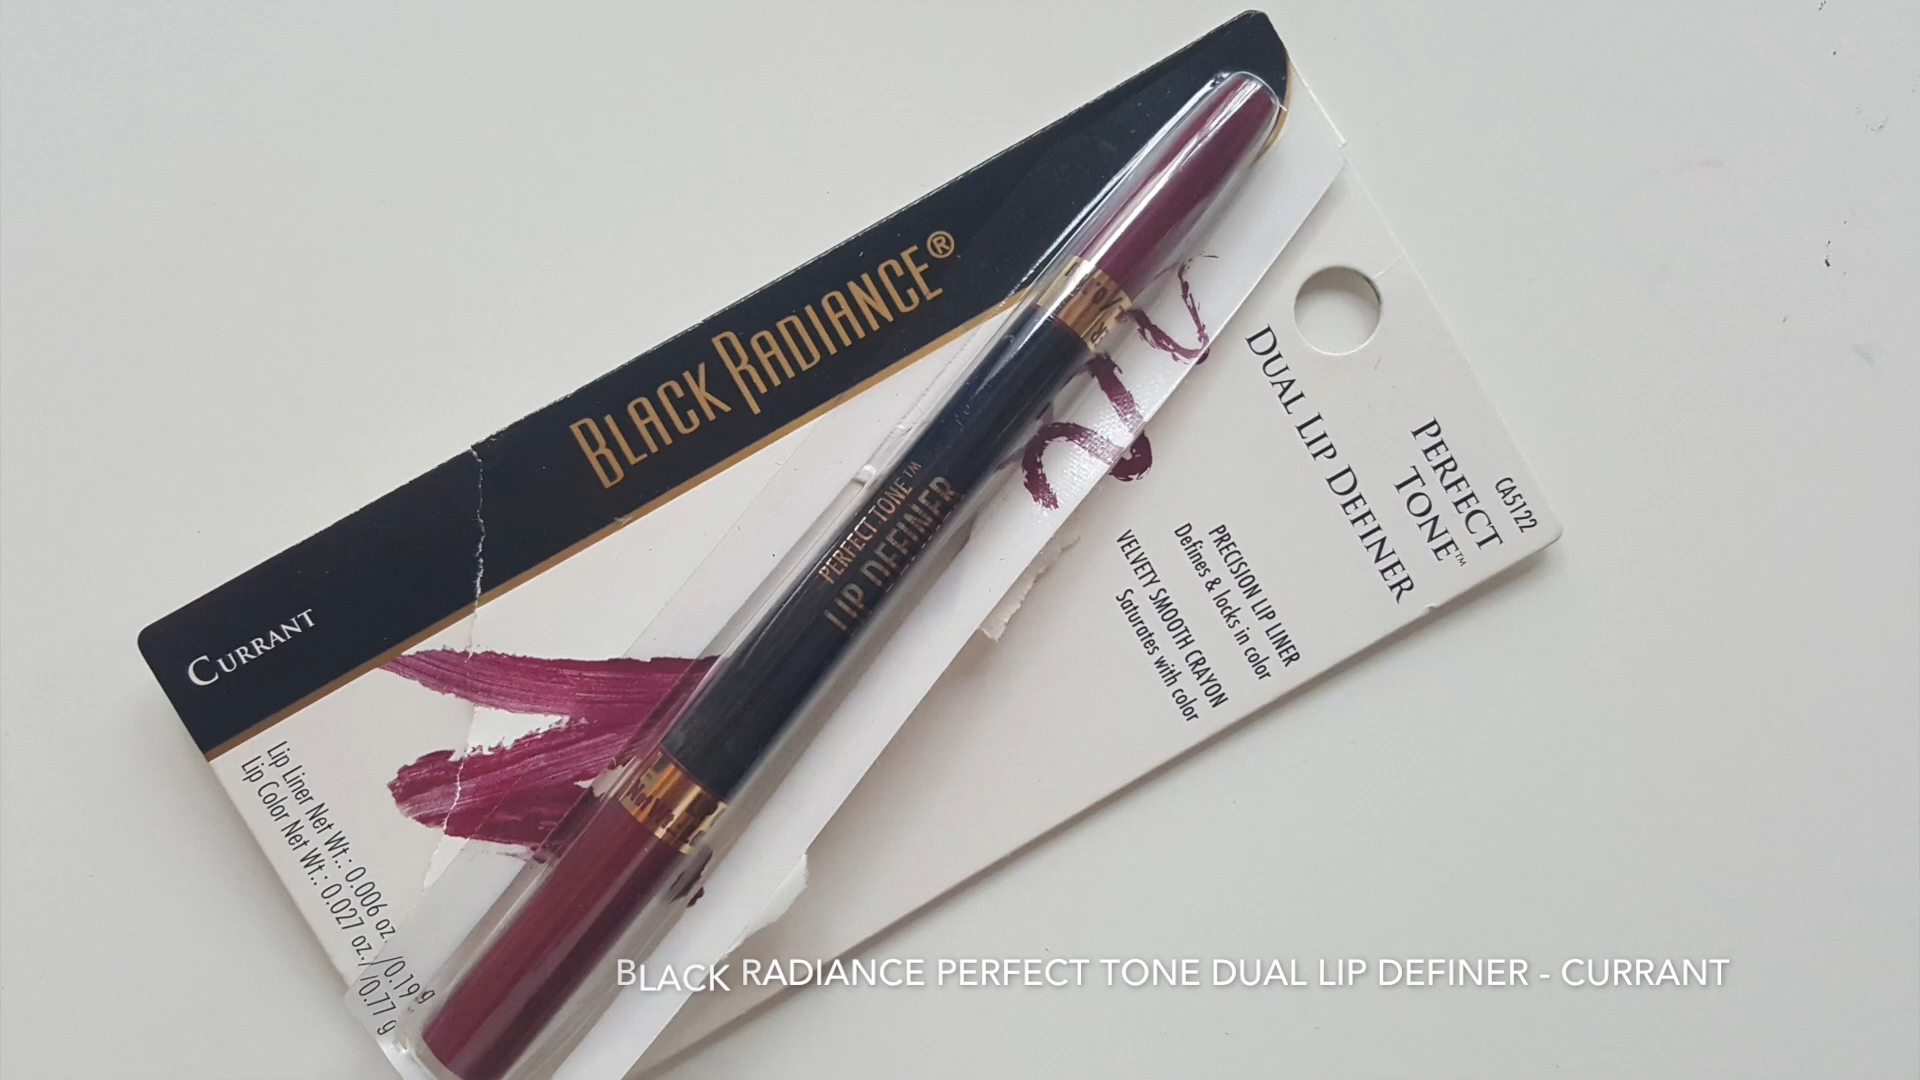 BLACK RADIANCE®
CURRANT
Lip Liner Net Wt.: 0.006 oz./0.19 g
Lip Color Net Wt.: 0.027 oz./0.77 g
PERFECT TONE™
LIP DEFINER
Net Wt.
CA5122
PERFECT
TONE™
DUAL LIP DEFINER
PRECISION LIP LINER
Defines & locks in color
VELVETY SMOOTH CRAYON
Saturates with color
BLACK RADIANCE PERFECT TONE DUAL LIP DEFINER - CURRANT